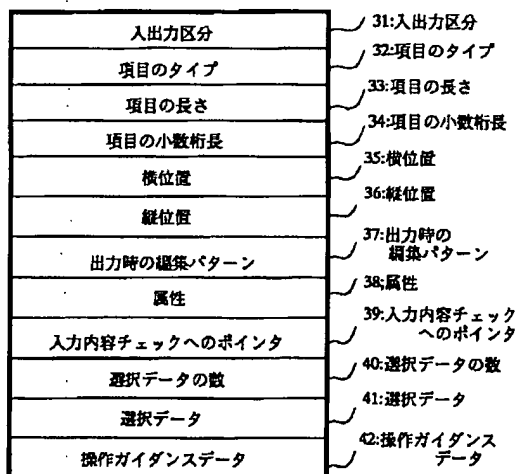 入出力区分
項目のタイプ
項目の長さ
項目の小数桁長
横位置
縦位置
出力時の編集パターン
属性
入力内容チェックへのポインタ
選択データの数
選択データ
操作ガイダンスデータ
31:入出力区分
32:項目のタイプ
33:項目の長さ
34:項目の小数桁長
35:横位置
36:縦位置
37:出力時の
編集パターン
38;属性
39:入力内容チェック
へのポインタ
40:選択データの数
41:選択データ
42:操作ガイダンス
データ